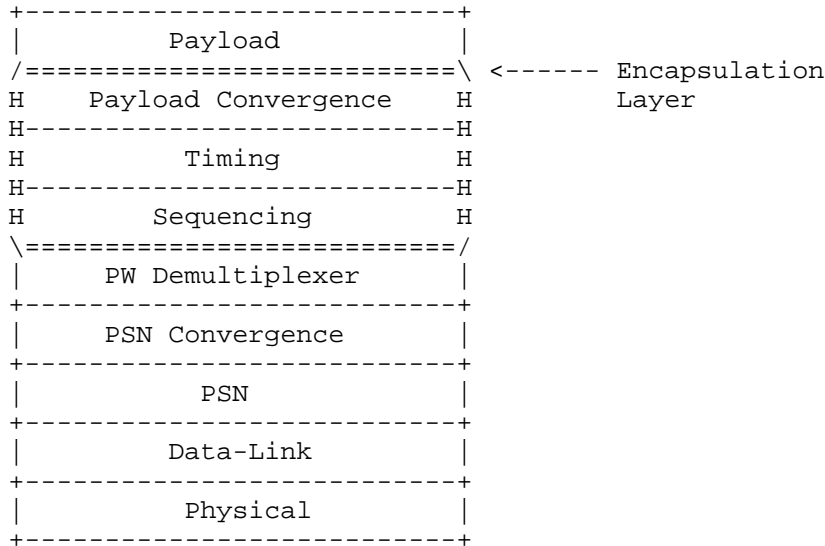 +---------------------------+
|         Payload           |
/===========================\ <------ Encapsulation
H    Payload Convergence    H         Layer
H---------------------------H
H          Timing           H
H---------------------------H
H        Sequencing         H
\===========================/
|     PW Demultiplexer      |
+---------------------------+
|     PSN Convergence       |
+---------------------------+
|           PSN             |
+---------------------------+
|         Data-Link         |
+---------------------------+
|          Physical         |
+---------------------------+